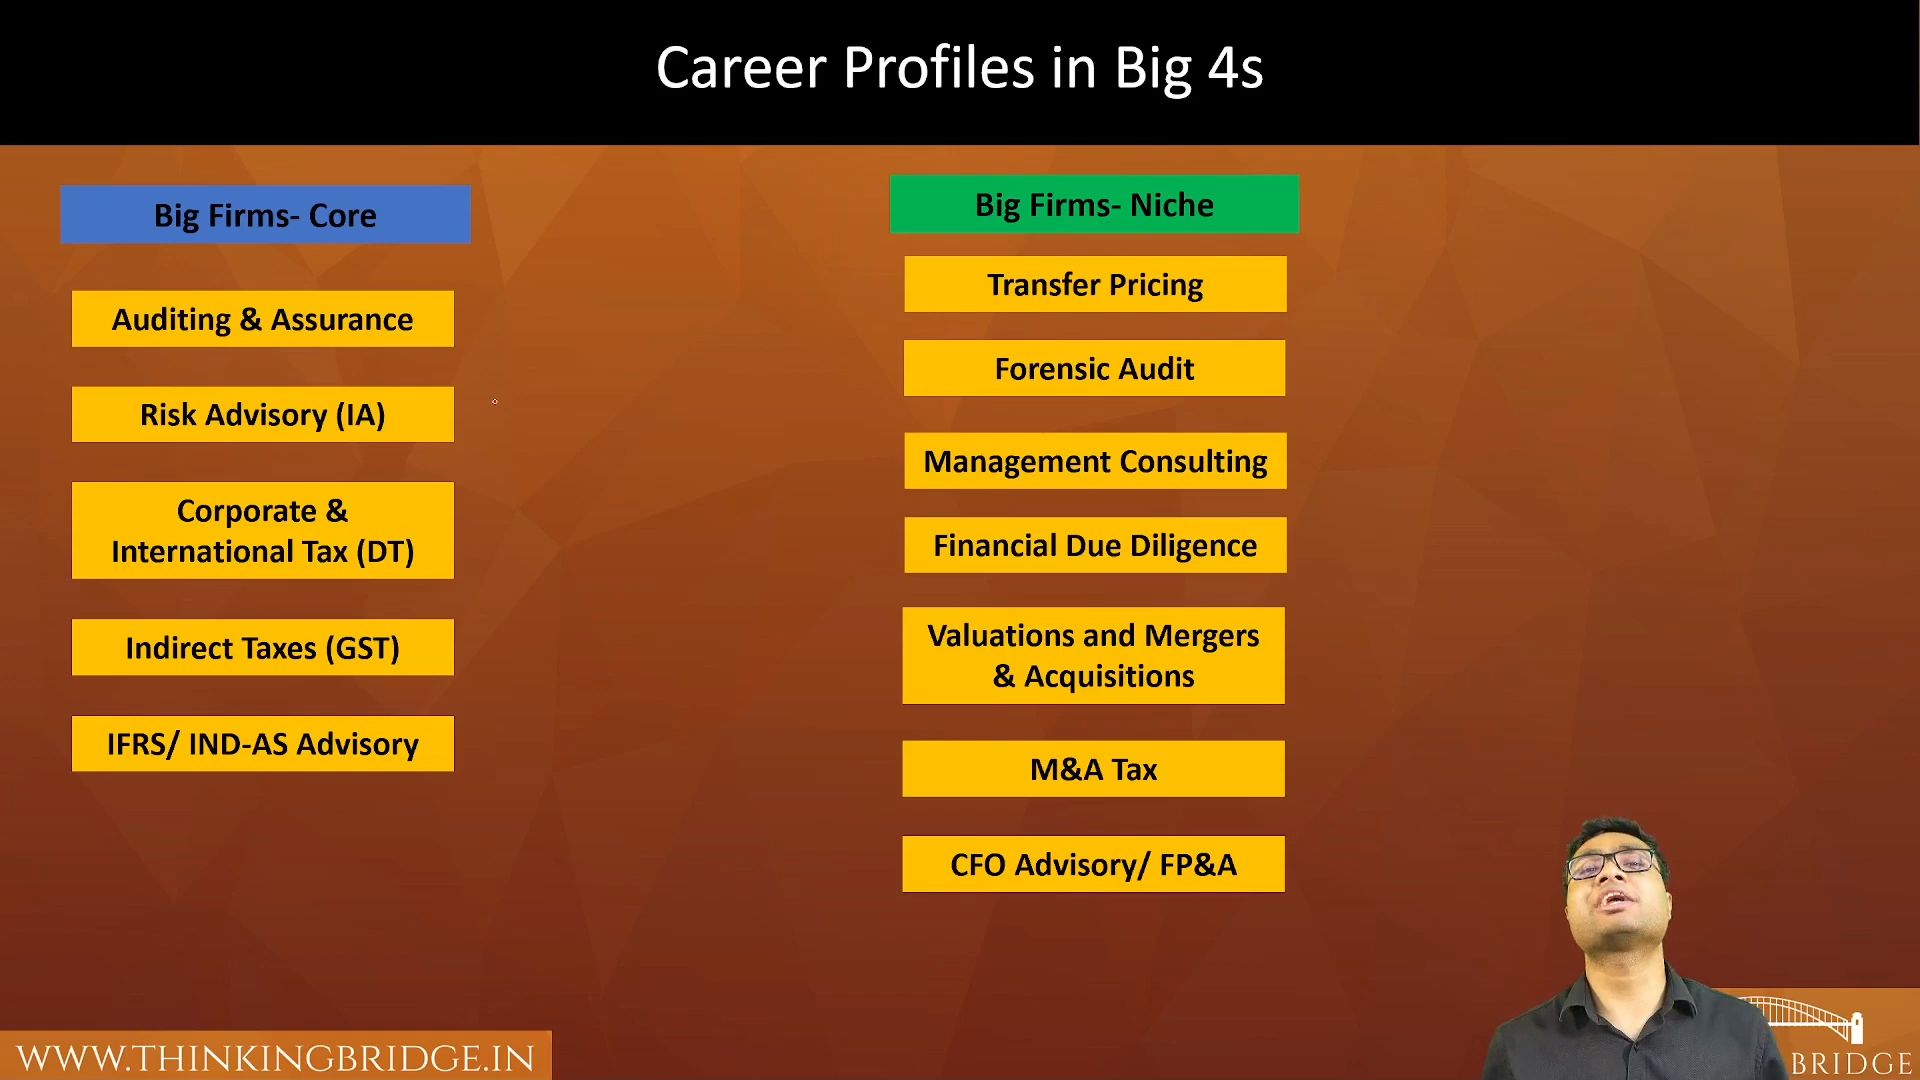 Career Profiles in Big 4s
Big Firms- Core
Auditing & Assurance
Risk Advisory (IA)
Corporate &
International Tax (DT)
Indirect Taxes (GST)
IFRS/ IND-AS Advisory
Big Firms- Niche
Transfer Pricing
Forensic Audit
Management Consulting
Financial Due Diligence
Valuations and Mergers
& Acquisitions
M&A Tax
CFO Advisory/ FP&A
WWW.THINKINGBRIDGE.IN
BRIDGE